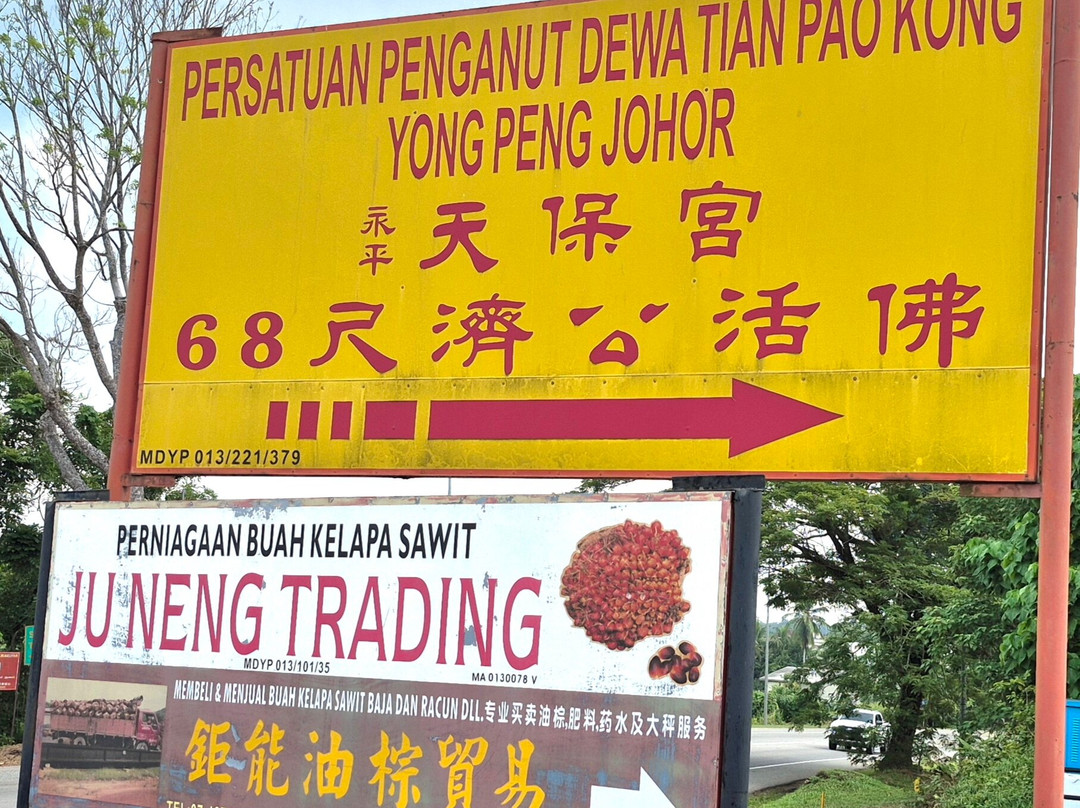 PERSATUAN PENGANUT DEWA TIAN PAO KONG
YONG PENG JOHOR
永平 天保宮
68尺濟公活佛
MDYP 013/221/379
PERNIAGAAN BUAH KELAPA SAWIT
JU NENG TRADING
MDYP 013/101/35
MA 0130078 V
MEMBELI & MENJUAL BUAH KELAPA SAWIT BAJA DAN RACUN DLL.专业买卖油棕,肥料,药水及大秤服务
鉅能油棕貿易